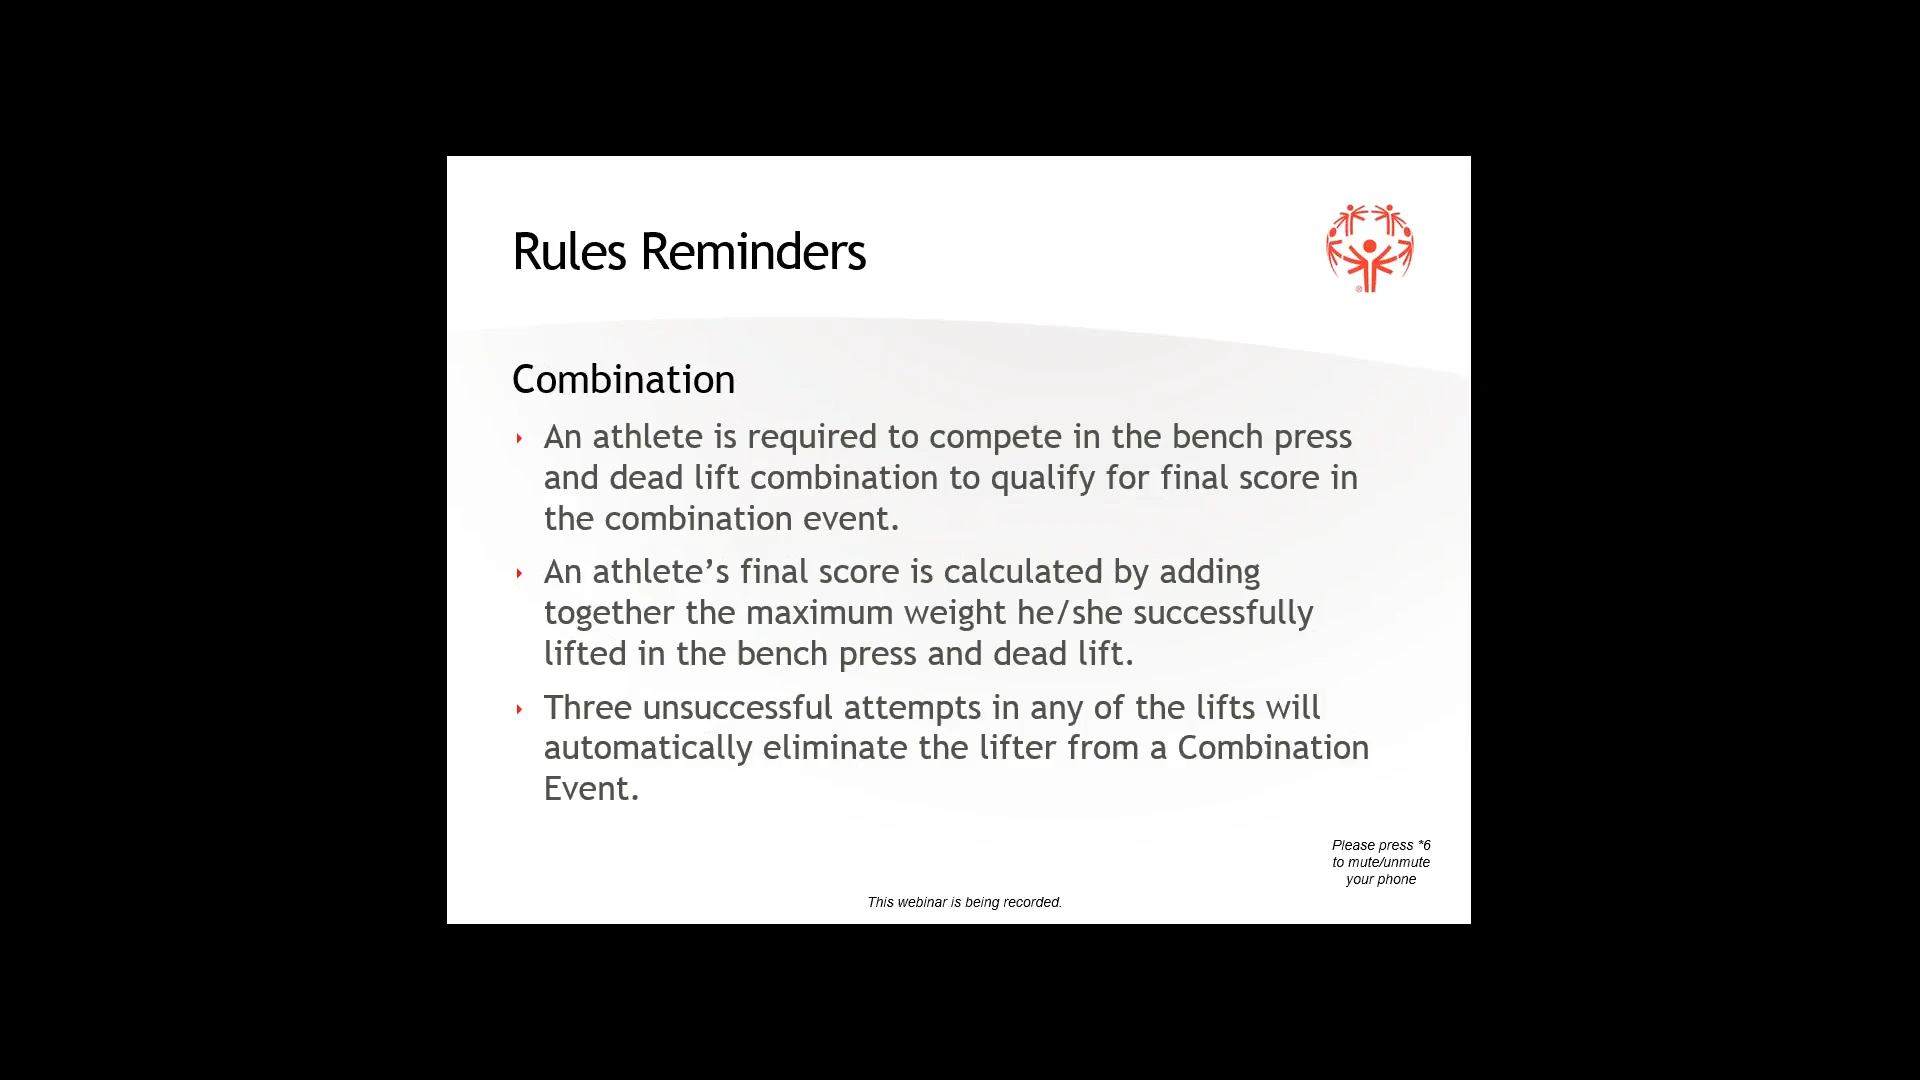 Rules Reminders
Combination
An athlete is required to compete in the bench press
and dead lift combination to qualify for final score in
the combination event.
An athlete’s final score is calculated by adding
together the maximum weight he/she successfully
lifted in the bench press and dead lift.
Three unsuccessful attempts in any of the lifts will
automatically eliminate the lifter from a Combination
Event.
Please press *6
to mute/unmute
your phone
This webinar is being recorded.